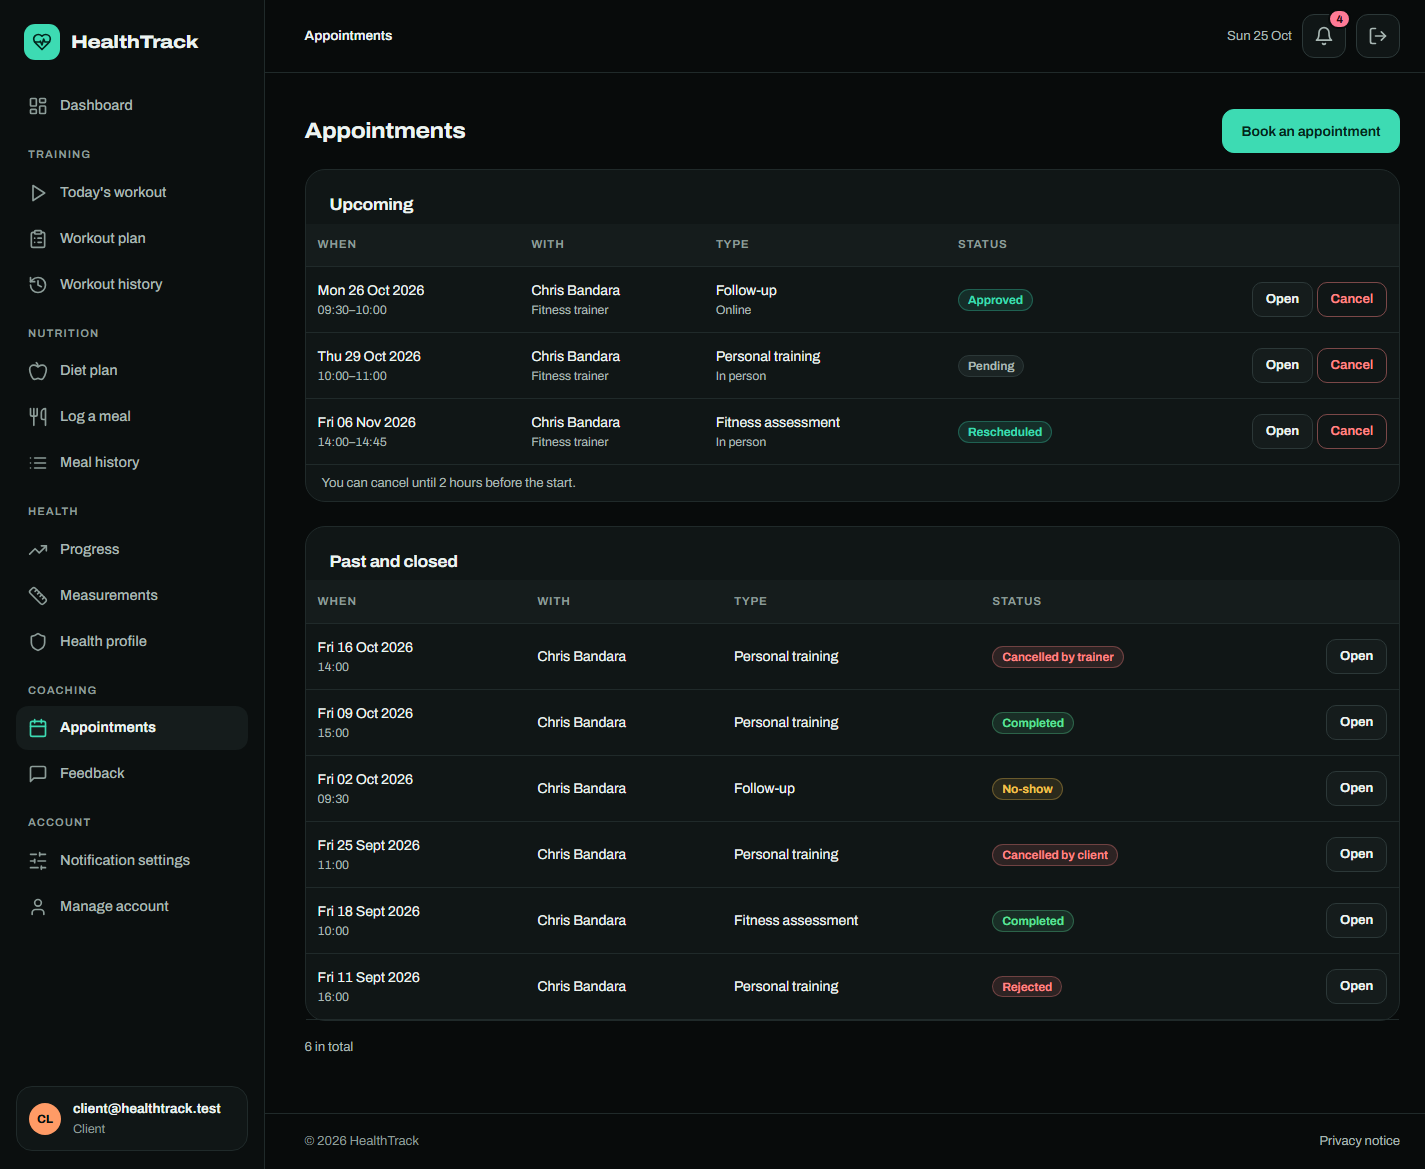 HealthTrack
Dashboard
TRAINING
Today's workout
Workout plan
Workout history
NUTRITION
Diet plan
Log a meal
Meal history
HEALTH
Progress
Measurements
Health profile
COACHING
Appointments
Feedback
ACCOUNT
Notification settings
Manage account
CL
client@healthtrack.test
Client
Appointments
Sun 25 Oct
4
Appointments
Book an appointment
Upcoming
WHEN WITH TYPE STATUS
Mon 26 Oct 2026 Chris Bandara Follow-up Approved Open Cancel
09:30–10:00 Fitness trainer Online
Thu 29 Oct 2026 Chris Bandara Personal training Pending Open Cancel
10:00–11:00 Fitness trainer In person
Fri 06 Nov 2026 Chris Bandara Fitness assessment Rescheduled Open Cancel
14:00–14:45 Fitness trainer In person
You can cancel until 2 hours before the start.
Past and closed
WHEN WITH TYPE STATUS
Fri 16 Oct 2026 Chris Bandara Personal training Cancelled by trainer Open
14:00
Fri 09 Oct 2026 Chris Bandara Personal training Completed Open
15:00
Fri 02 Oct 2026 Chris Bandara Follow-up No-show Open
09:30
Fri 25 Sept 2026 Chris Bandara Personal training Cancelled by client Open
11:00
Fri 18 Sept 2026 Chris Bandara Fitness assessment Completed Open
10:00
Fri 11 Sept 2026 Chris Bandara Personal training Rejected Open
16:00
6 in total
© 2026 HealthTrack
Privacy notice